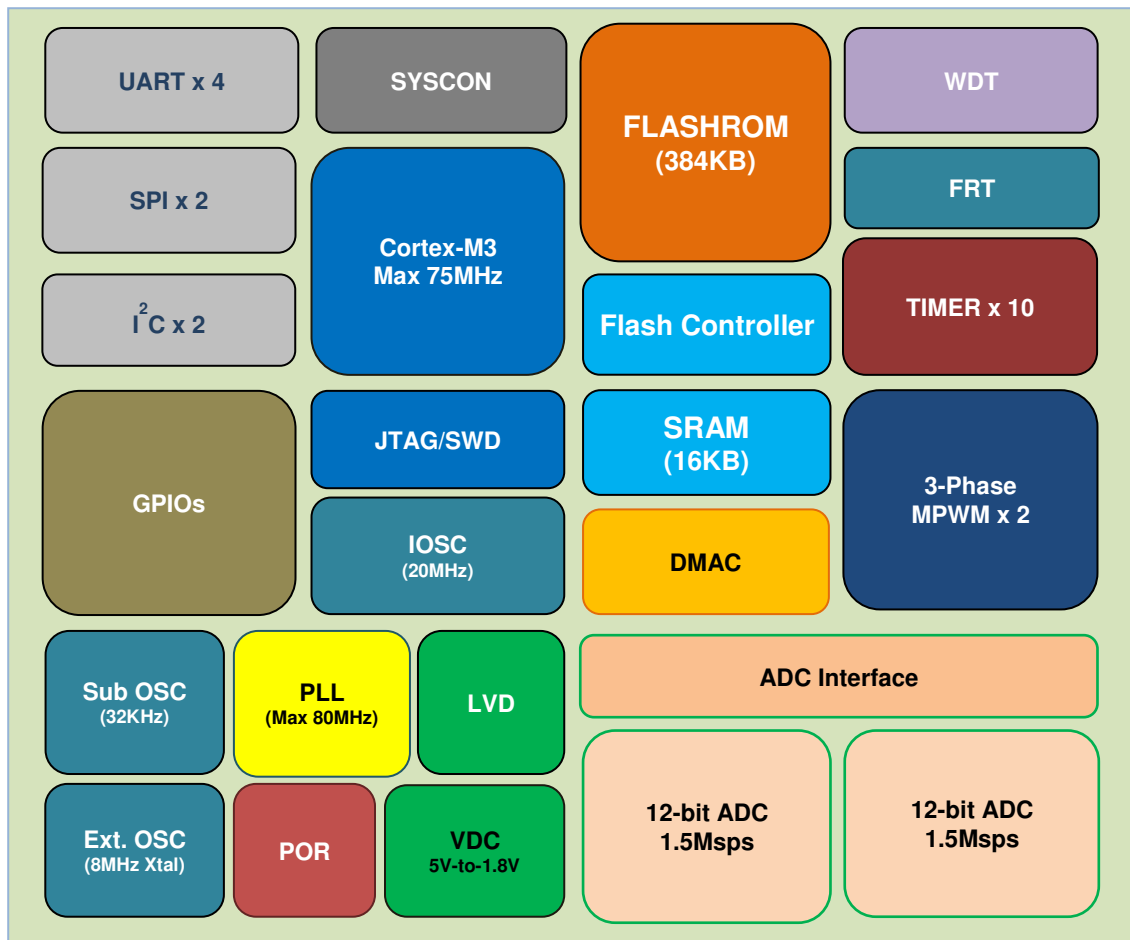 UART x 4
SYSCON
FLASHROM
(384KB)
WDT
SPI x 2
Cortex-M3
Max 75MHz
FRT
I²C x 2
Flash Controller
TIMER x 10
GPIOs
JTAG/SWD
SRAM
(16KB)
3-Phase
MPWM x 2
IOSC
(20MHz)
DMAC
Sub OSC
(32KHz)
PLL
(Max 80MHz)
LVD
ADC Interface
Ext. OSC
(8MHz Xtal)
POR
VDC
5V-to-1.8V
12-bit ADC
1.5Msps
12-bit ADC
1.5Msps